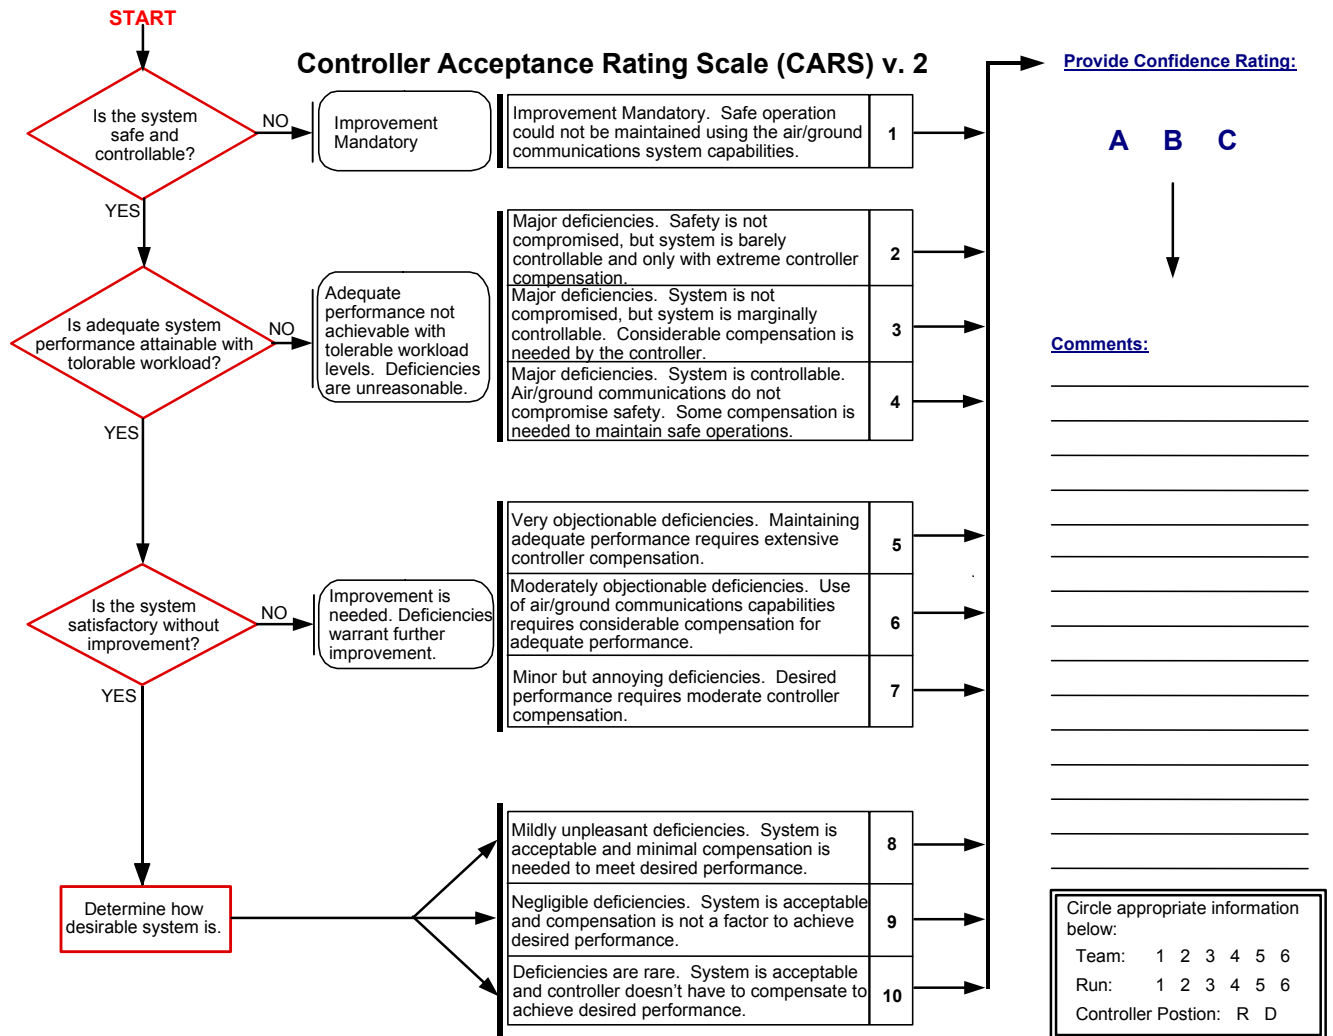 START
Controller Acceptance Rating Scale (CARS) v. 2
Is the system
safe and
controllable?
NO
Improvement
Mandatory
Improvement Mandatory.  Safe operation
could not be maintained using the air/ground
communications system capabilities.
1
YES
Is adequate system
performance attainable with
tolorable workload?
NO
Adequate
performance not
achievable with
tolerable workload
levels.  Deficiencies
are unreasonable.
Major deficiencies.  Safety is not
compromised, but system is barely
controllable and only with extreme controller
compensation.
2
Major deficiencies.  System is not
compromised, but system is marginally
controllable.  Considerable compensation is
needed by the controller.
3
Major deficiencies.  System is controllable.
Air/ground communications do not
compromise safety.  Some compensation is
needed to maintain safe operations.
4
YES
Is the system
satisfactory without
improvement?
NO
Improvement is
needed. Deficiencies
warrant further
improvement.
Very objectionable deficiencies.  Maintaining
adequate performance requires extensive
controller compensation.
5
Moderately objectionable deficiencies.  Use
of air/ground communications capabilities
requires considerable compensation for
adequate performance.
6
Minor but annoying deficiencies.  Desired
performance requires moderate controller
compensation.
7
YES
Determine how
desirable system is.
Mildly unpleasant deficiencies.  System is
acceptable and minimal compensation is
needed to meet desired performance.
8
Negligible deficiencies.  System is acceptable
and compensation is not a factor to achieve
desired performance.
9
Deficiencies are rare.  System is acceptable
and controller doesn't have to compensate to
achieve desired performance.
10
Provide Confidence Rating:
A B C
Comments:
Circle appropriate information
below:
Team: 1 2 3 4 5 6
Run: 1 2 3 4 5 6
Controller Postion: R D